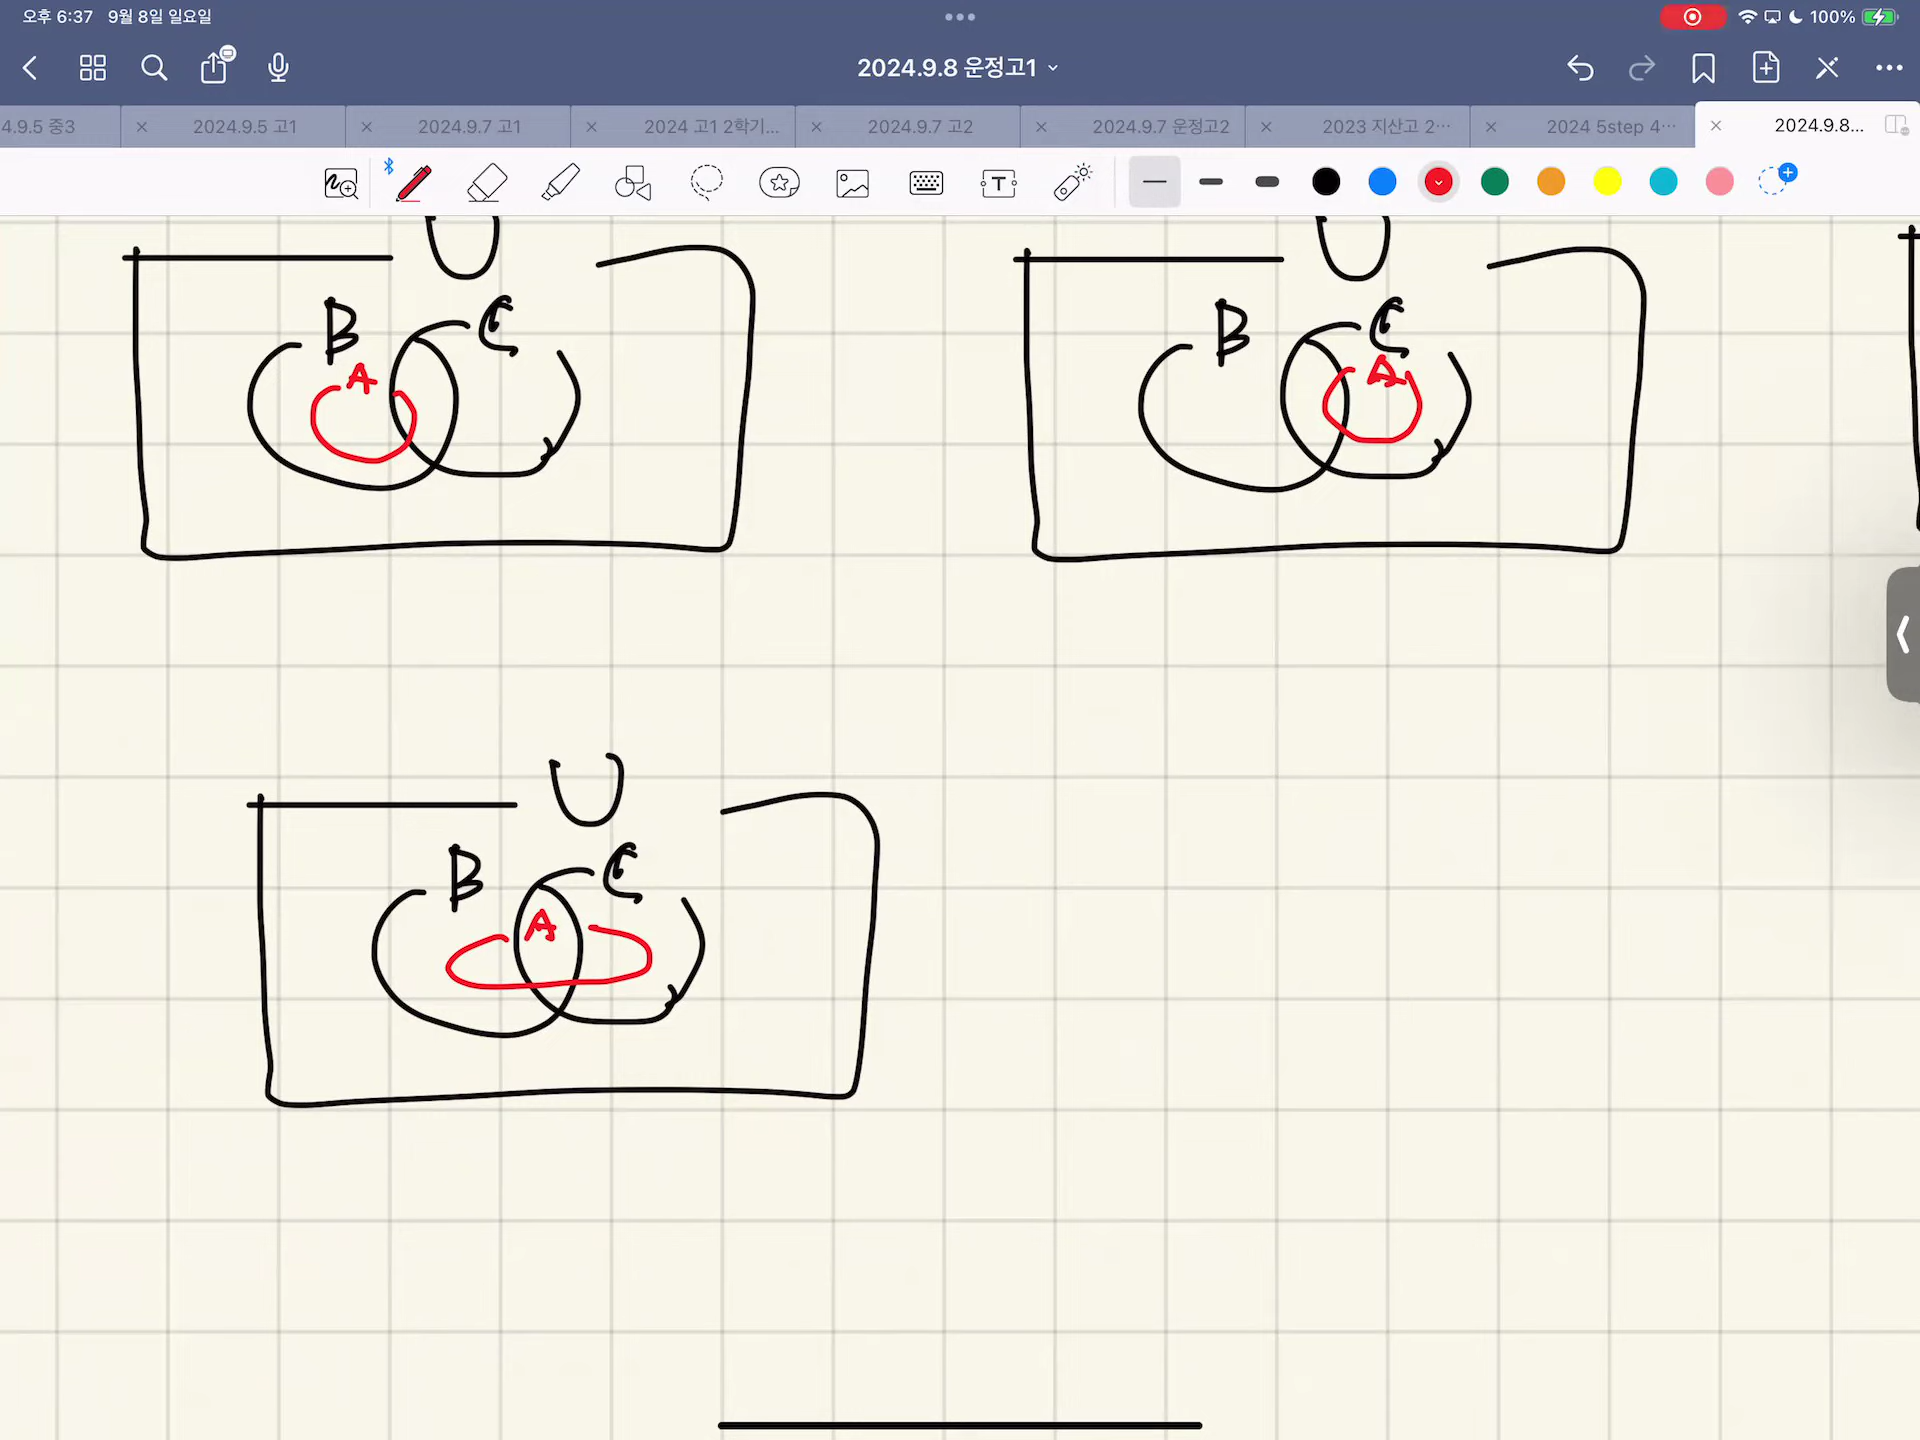 오후 6:37 9월 8일 일요일
100%
2024.9.8 운정고1
4.9.5 중3
2024.9.5 고1
2024.9.7 고1
2024 고1 2학기...
2024.9.7 고2
2024.9.7 운정고2
2023 지산고 2...
2024 5step 4...
2024.9.8...
T
U
U
B
C
A
B
C
A
U
B
C
A